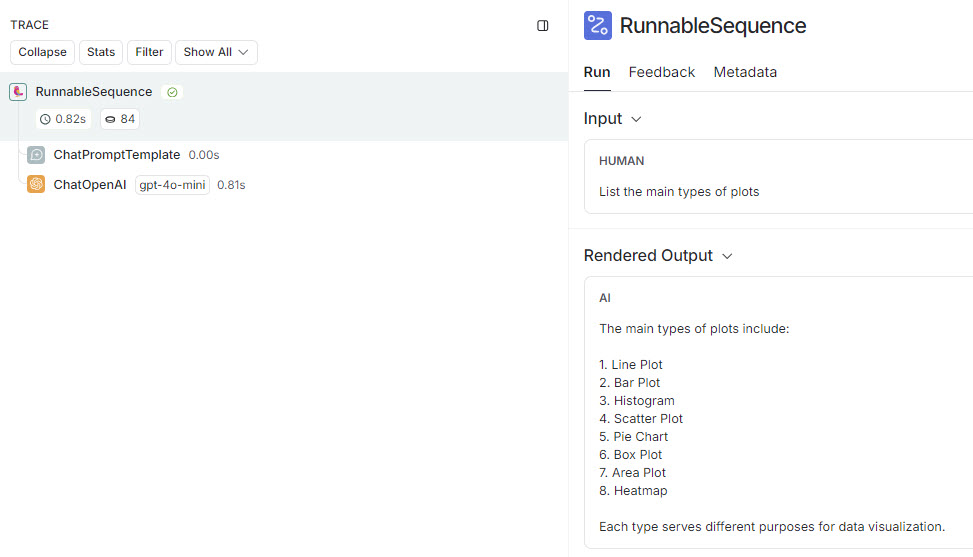 TRACE
Collapse
Stats
Filter
Show All
RunnableSequence
0.82s
84
ChatPromptTemplate 0.00s
ChatOpenAI gpt-4o-mini 0.81s
RunnableSequence
Run Feedback Metadata
Input
HUMAN
List the main types of plots
Rendered Output
AI
The main types of plots include:
1. Line Plot
2. Bar Plot
3. Histogram
4. Scatter Plot
5. Pie Chart
6. Box Plot
7. Area Plot
8. Heatmap
Each type serves different purposes for data visualization.